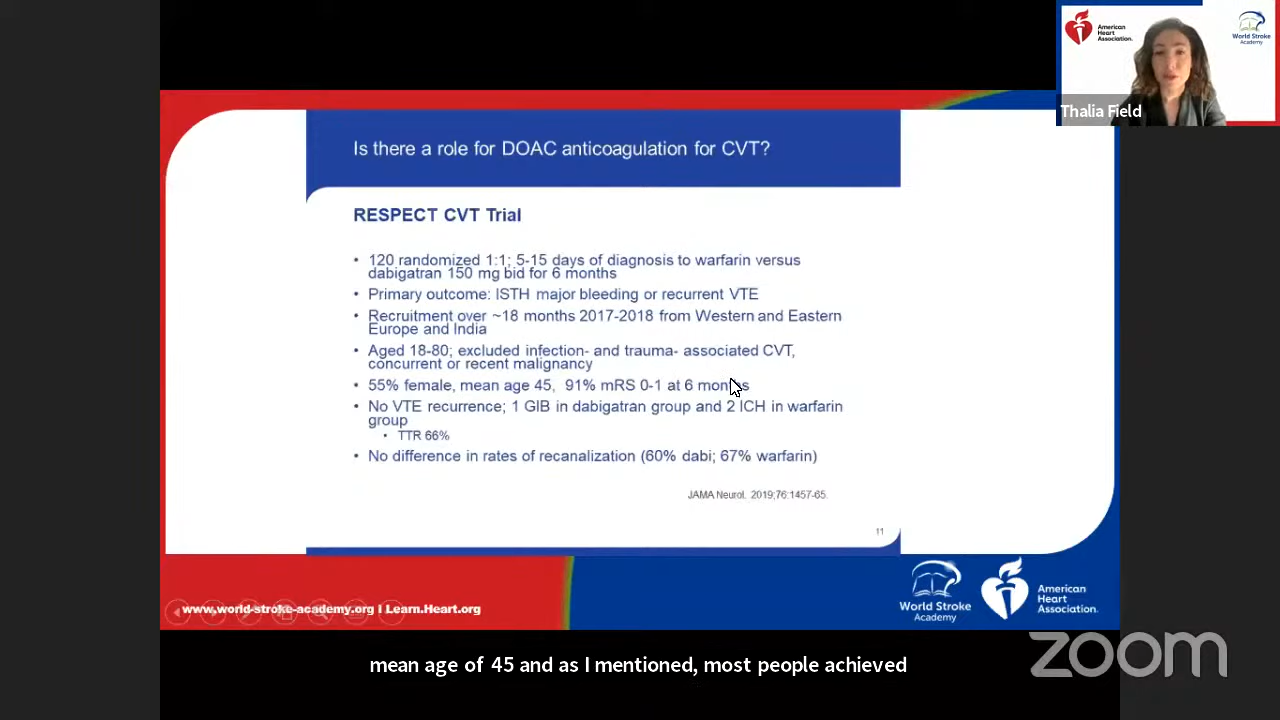 American
Heart
Association.
World Stroke
Academy
Thalia Field
Is there a role for DOAC anticoagulation for CVT?
RESPECT CVT Trial
• 120 randomized 1:1; 5-15 days of diagnosis to warfarin versus
dabigatran 150 mg bid for 6 months
• Primary outcome: ISTH major bleeding or recurrent VTE
• Recruitment over ~18 months 2017-2018 from Western and Eastern
Europe and India
• Aged 18-80; excluded infection- and trauma- associated CVT,
concurrent or recent malignancy
• 55% female, mean age 45, 91% mRS 0-1 at 6 months
• No VTE recurrence; 1 GIB in dabigatran group and 2 ICH in warfarin
group
• TTR 66%
• No difference in rates of recanalization (60% dabi; 67% warfarin)
JAMA Neurol. 2019;76:1457-65.
11
www.world-stroke-academy.org I Learn.Heart.org
World Stroke
Academy
American
Heart
Association.
mean age of 45 and as I mentioned, most people achieved
zoom